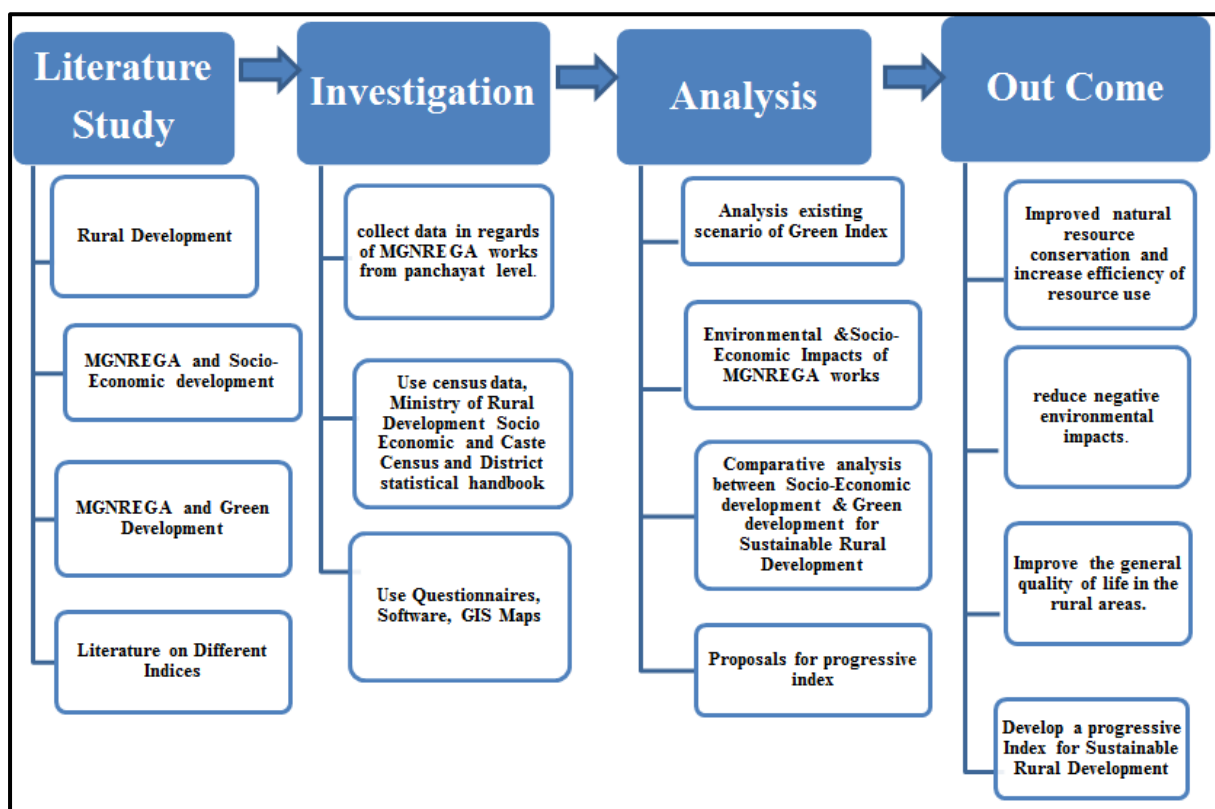 Literature
Study
Rural Development
MGNREGA and Socio-
Economic development
MGNREGA and Green
Development
Literature on Different
Indices
Investigation
collect data in regards
of MGNREGA works
from panchayat level.
Use census data,
Ministry of Rural
Development Socio
Economic and Caste
Census and District
statistical handbook
Use Questionnaires,
Software, GIS Maps
Analysis
Analysis existing
scenario of Green Index
Environmental &Socio-
Economic Impacts of
MGNREGA works
Comparative analysis
between Socio-Economic
development & Green
development for
Sustainable Rural
Development
Proposals for progressive
index
Out Come
Improved natural
resource
conservation and
increase efficiency of
resource use
reduce negative
environmental
impacts.
Improve the general
quality of life in the
rural areas.
Develop a progressive
Index for Sustainable
Rural Development